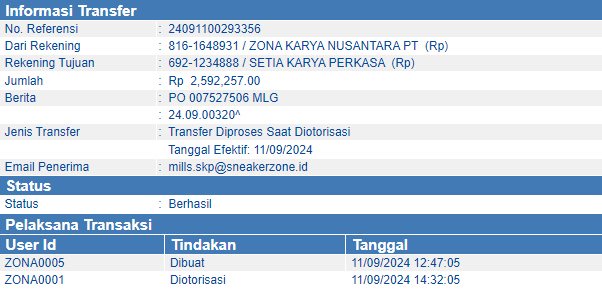 Informasi Transfer
No. Referensi : 24091100293356
Dari Rekening : 816-1648931 / ZONA KARYA NUSANTARA PT (Rp)
Rekening Tujuan : 692-1234888 / SETIA KARYA PERKASA (Rp)
Jumlah : Rp 2,592,257.00
Berita : PO 007527506 MLG
: 24.09.00320^
Jenis Transfer : Transfer Diproses Saat Diotorisasi
Tanggal Efektif: 11/09/2024
Email Penerima : mills.skp@sneakerzone.id
Status
Status : Berhasil
Pelaksana Transaksi
User Id Tindakan Tanggal
ZONA0005 Dibuat 11/09/2024 12:47:05
ZONA0001 Diotorisasi 11/09/2024 14:32:05